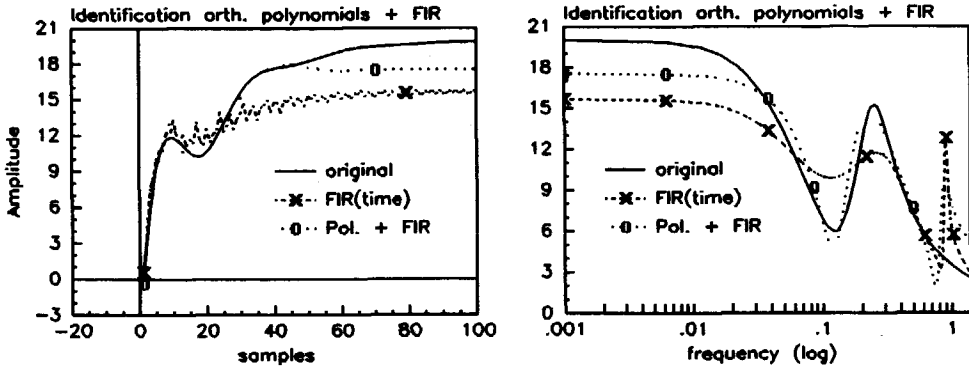 Identification orth. polynomials + FIR
21
18
15
12
9
6
3
0
−3
Amplitude
original
FIR(time)
Pol. + FIR
−20 0 20 40 60 80 100
samples
Identification orth. polynomials + FIR
21
18
15
12
9
6
3
0
original
FIR(time)
Pol. + FIR
.001 .01 .1 1
frequency (log)